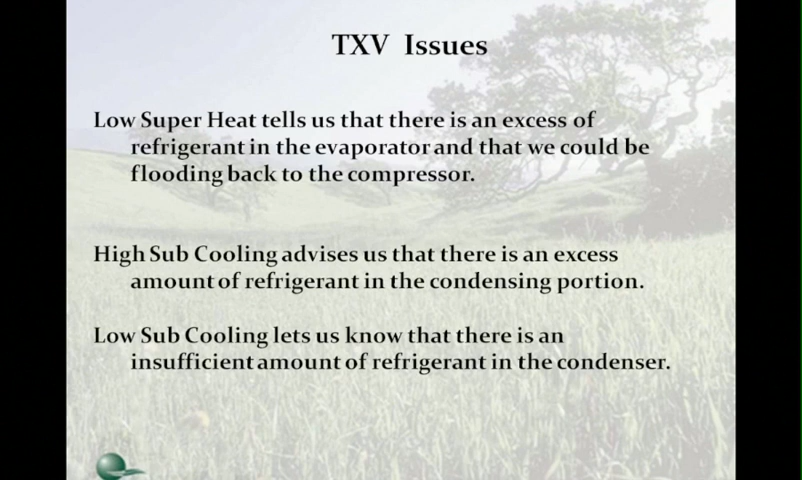 TXV Issues
Low Super Heat tells us that there is an excess of
refrigerant in the evaporator and that we could be
flooding back to the compressor.
High Sub Cooling advises us that there is an excess
amount of refrigerant in the condensing portion.
Low Sub Cooling lets us know that there is an
insufficient amount of refrigerant in the condenser.